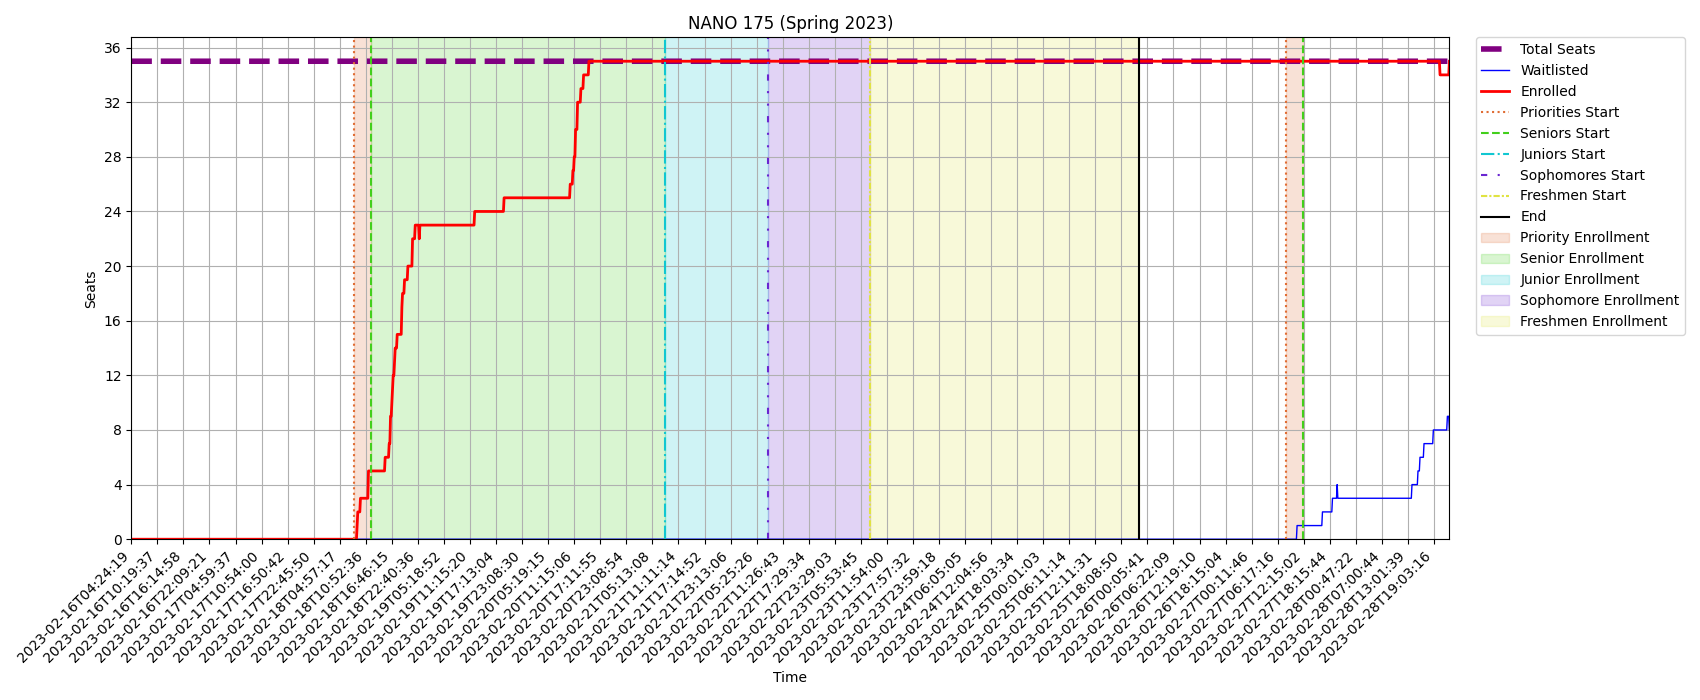 NANO 175 (Spring 2023)
36
32
28
24
20
16
12
8
4
0
Seats
2023-02-16T04:24:19
2023-02-16T10:19:37
2023-02-16T16:14:58
2023-02-16T22:09:21
2023-02-17T04:59:37
2023-02-17T10:54:00
2023-02-17T16:50:42
2023-02-17T22:45:50
2023-02-18T04:57:17
2023-02-18T10:52:36
2023-02-18T16:46:15
2023-02-18T22:40:36
2023-02-19T05:18:52
2023-02-19T11:15:20
2023-02-19T17:13:04
2023-02-19T23:08:30
2023-02-20T05:19:15
2023-02-20T11:15:06
2023-02-20T17:11:55
2023-02-20T23:08:54
2023-02-21T05:13:08
2023-02-21T11:11:14
2023-02-21T17:14:52
2023-02-21T23:13:06
2023-02-22T05:25:26
2023-02-22T11:26:43
2023-02-22T17:29:34
2023-02-22T23:29:03
2023-02-23T05:53:45
2023-02-23T11:54:00
2023-02-23T17:57:32
2023-02-23T23:59:18
2023-02-24T06:05:05
2023-02-24T12:04:56
2023-02-24T18:03:34
2023-02-25T00:01:03
2023-02-25T06:11:14
2023-02-25T12:11:31
2023-02-25T18:08:50
2023-02-26T00:05:41
2023-02-26T06:22:09
2023-02-26T12:19:10
2023-02-26T18:15:04
2023-02-27T00:11:46
2023-02-27T06:17:16
2023-02-27T12:15:02
2023-02-27T18:15:44
2023-02-28T00:47:22
2023-02-28T07:00:44
2023-02-28T13:01:39
2023-02-28T19:03:16
Time
Total Seats
Waitlisted
Enrolled
Priorities Start
Seniors Start
Juniors Start
Sophomores Start
Freshmen Start
End
Priority Enrollment
Senior Enrollment
Junior Enrollment
Sophomore Enrollment
Freshmen Enrollment